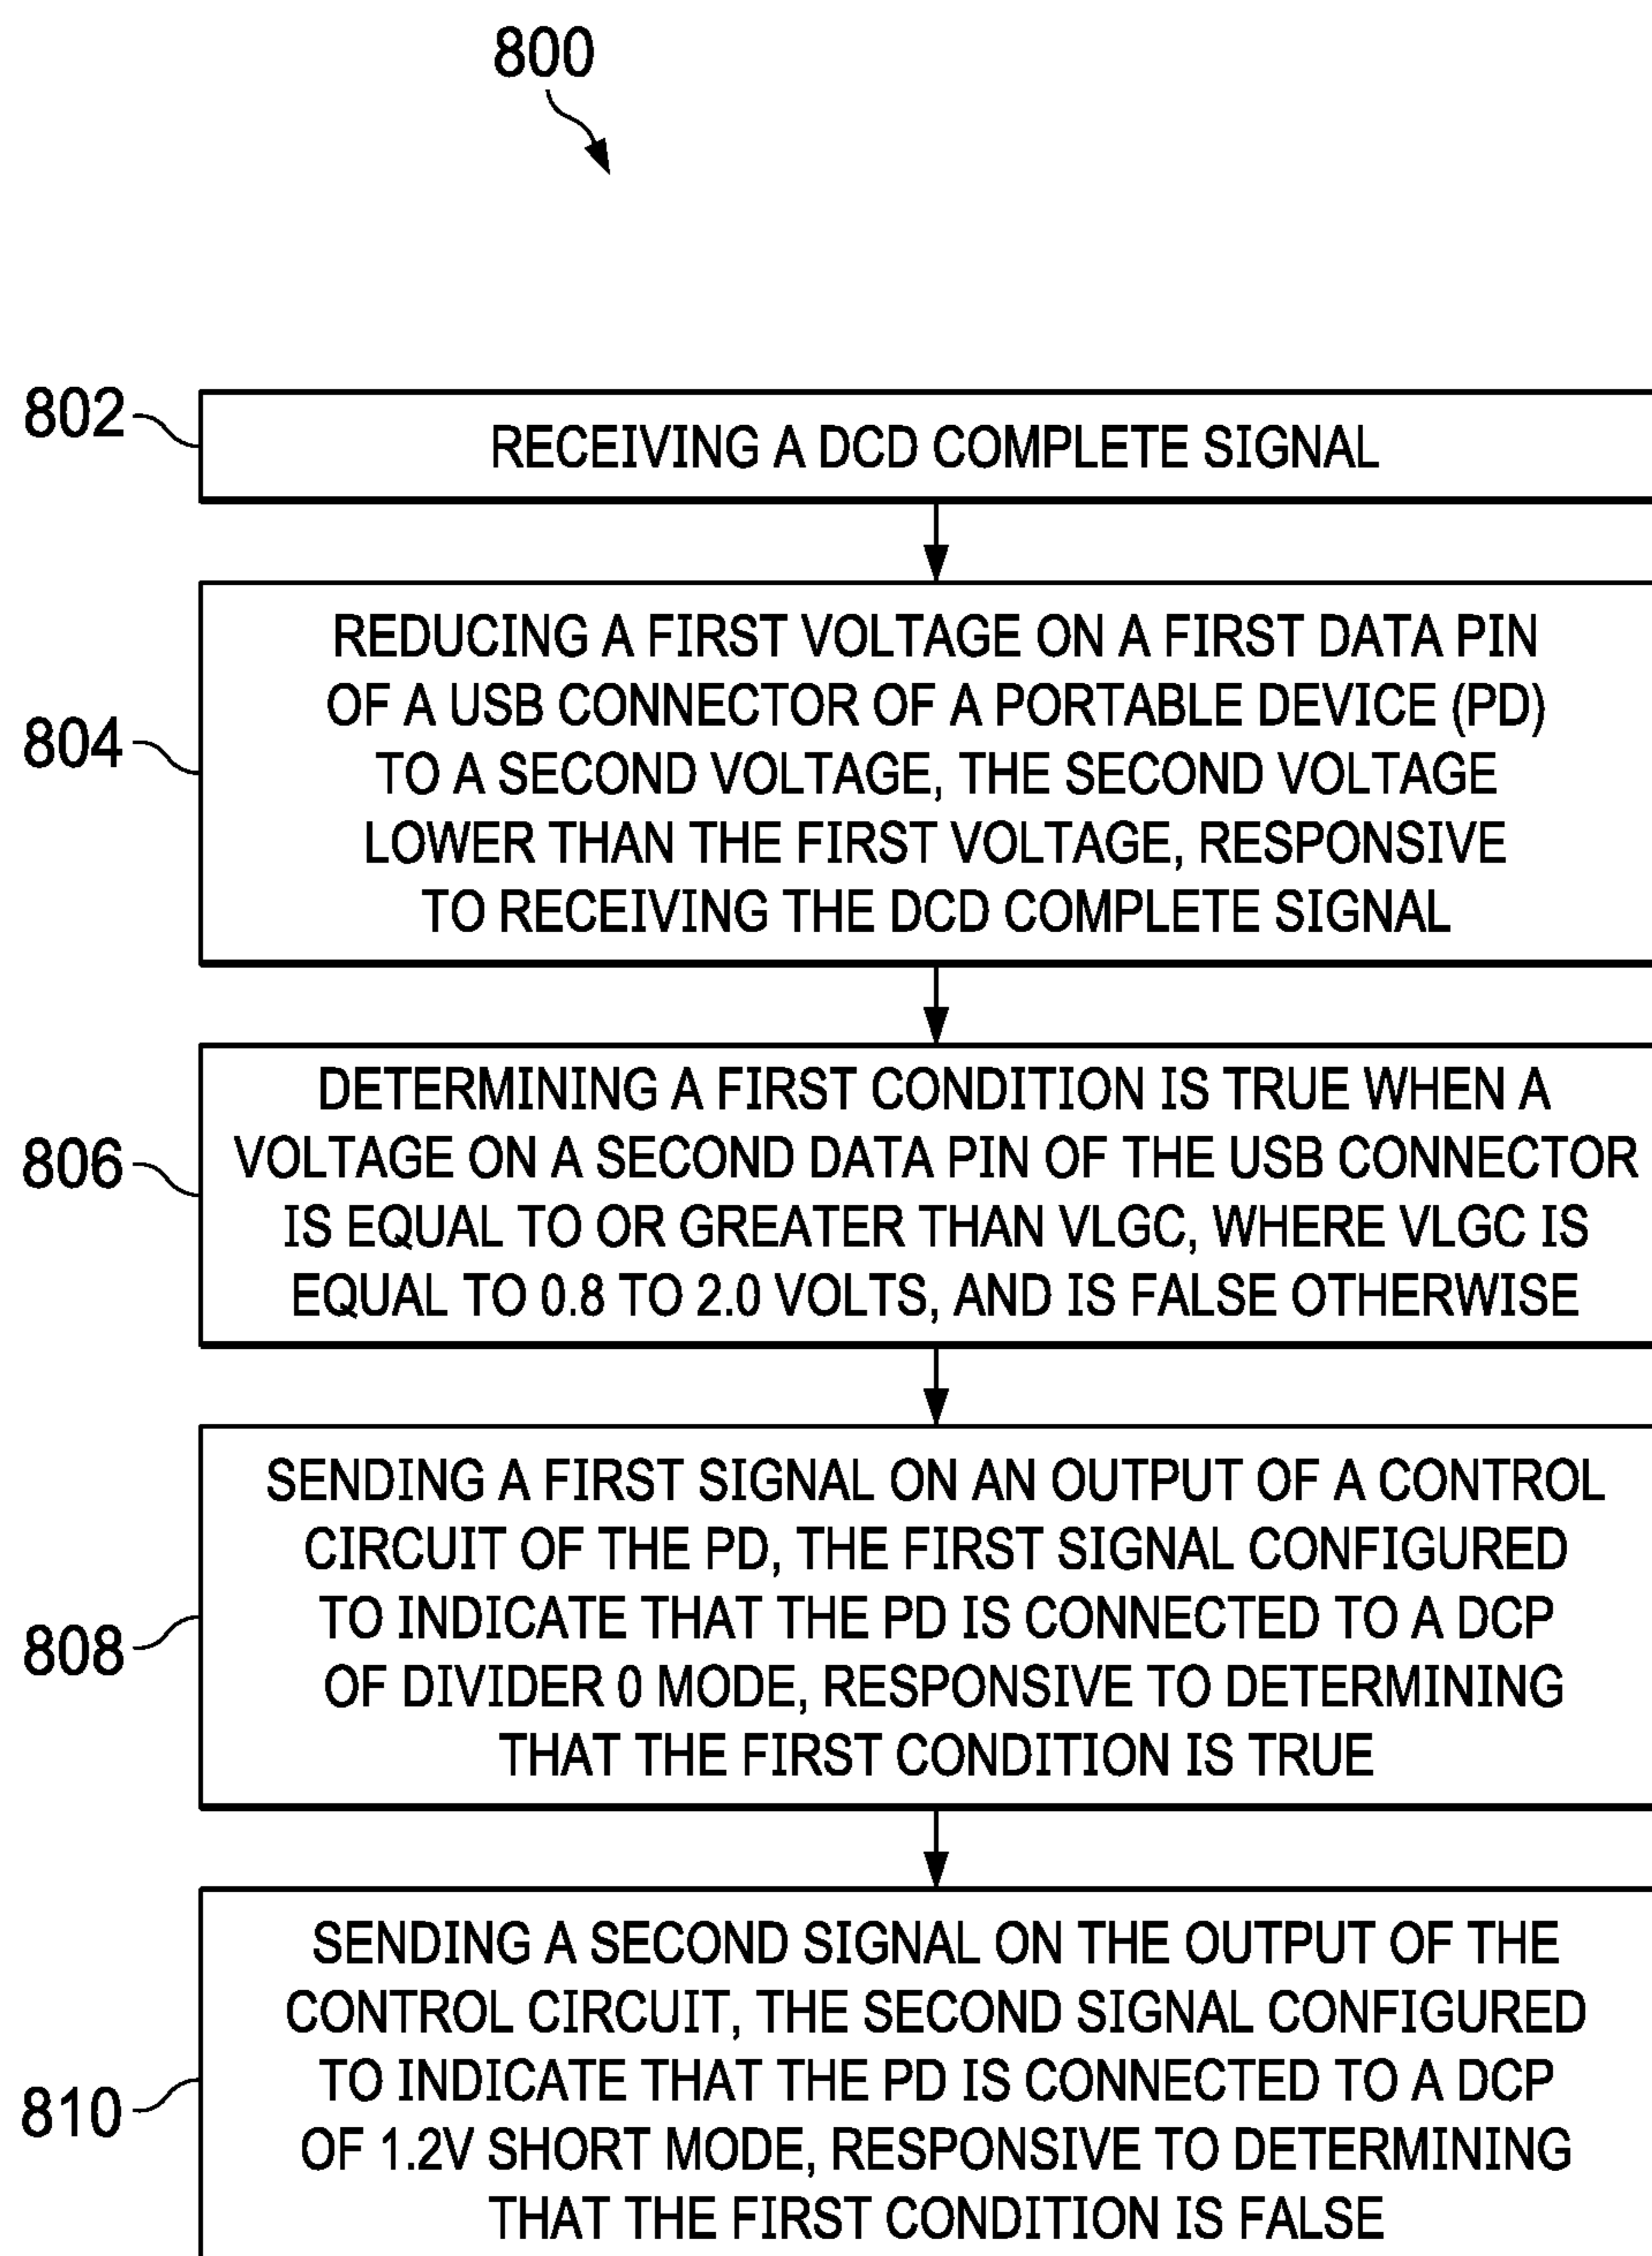 800
802
RECEIVING A DCD COMPLETE SIGNAL
804
REDUCING A FIRST VOLTAGE ON A FIRST DATA PIN
OF A USB CONNECTOR OF A PORTABLE DEVICE (PD)
TO A SECOND VOLTAGE, THE SECOND VOLTAGE
LOWER THAN THE FIRST VOLTAGE, RESPONSIVE
TO RECEIVING THE DCD COMPLETE SIGNAL
806
DETERMINING A FIRST CONDITION IS TRUE WHEN A
VOLTAGE ON A SECOND DATA PIN OF THE USB CONNECTOR
IS EQUAL TO OR GREATER THAN VLGC, WHERE VLGC IS
EQUAL TO 0.8 TO 2.0 VOLTS, AND IS FALSE OTHERWISE
808
SENDING A FIRST SIGNAL ON AN OUTPUT OF A CONTROL
CIRCUIT OF THE PD, THE FIRST SIGNAL CONFIGURED
TO INDICATE THAT THE PD IS CONNECTED TO A DCP
OF DIVIDER 0 MODE, RESPONSIVE TO DETERMINING
THAT THE FIRST CONDITION IS TRUE
810
SENDING A SECOND SIGNAL ON THE OUTPUT OF THE
CONTROL CIRCUIT, THE SECOND SIGNAL CONFIGURED
TO INDICATE THAT THE PD IS CONNECTED TO A DCP
OF 1.2V SHORT MODE, RESPONSIVE TO DETERMINING
THAT THE FIRST CONDITION IS FALSE